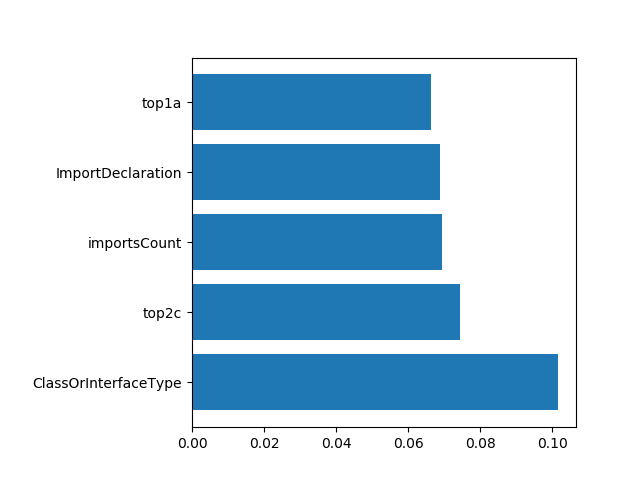 top1a
ImportDeclaration
importsCount
top2c
ClassOrInterfaceType
0.00 0.02 0.04 0.06 0.08 0.10